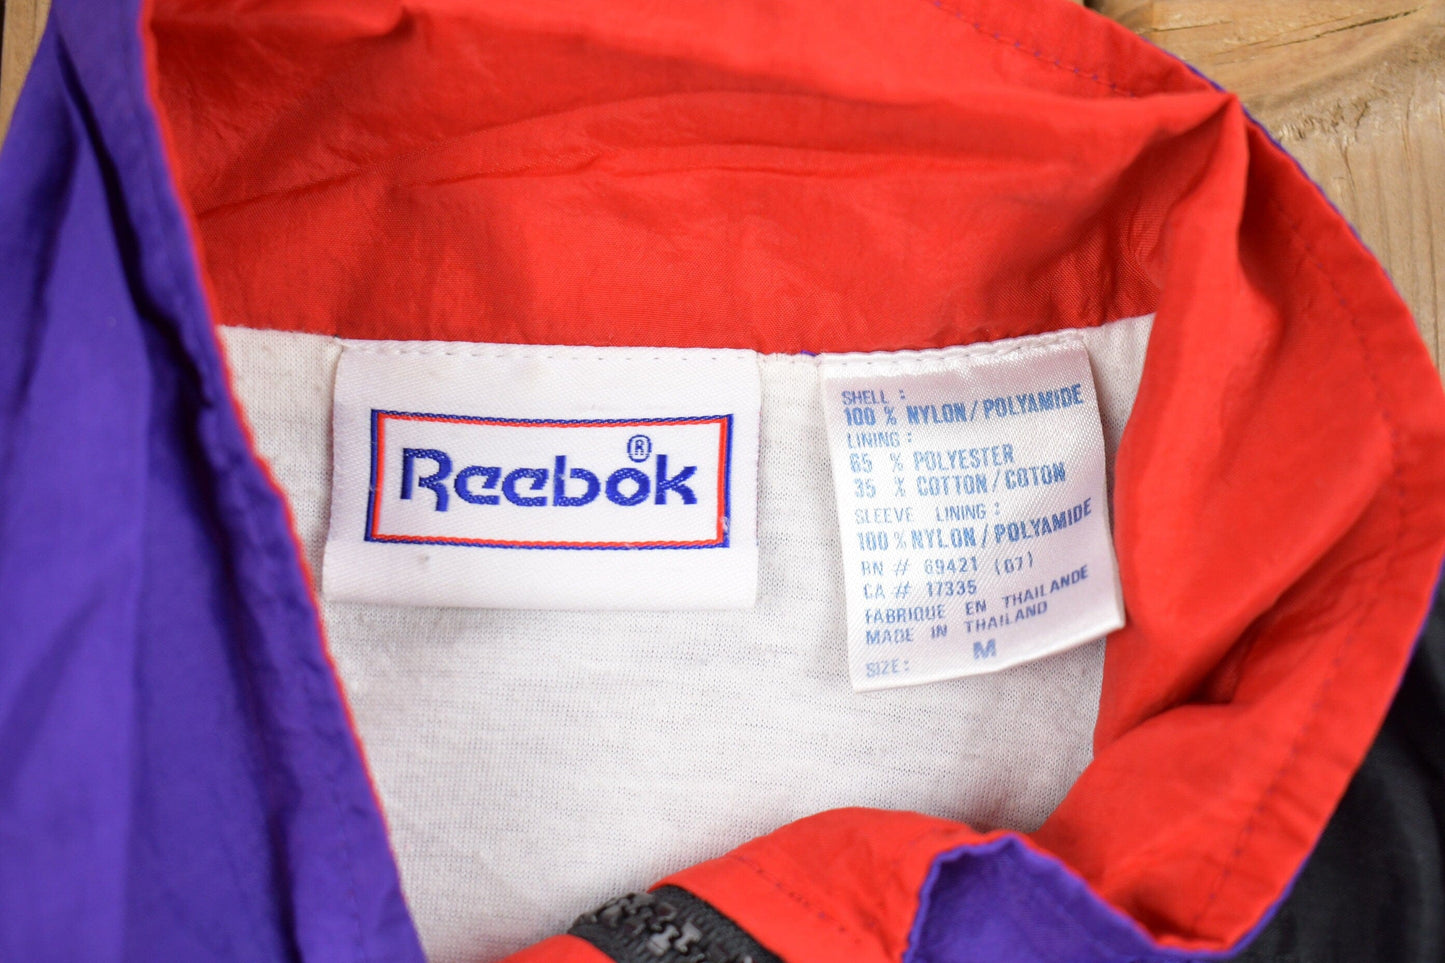 Reebok®
SHELL :
100 % NYLON/POLYAMIDE
LINING :
65 % POLYESTER
35 % COTTON/COTON
SLEEVE LINING :
100 % NYLON/POLYAMIDE
RN # 69421 (07)
CA # 17335
FABRIQUE EN THAILANDE
MADE IN THAILAND
SIZE: M